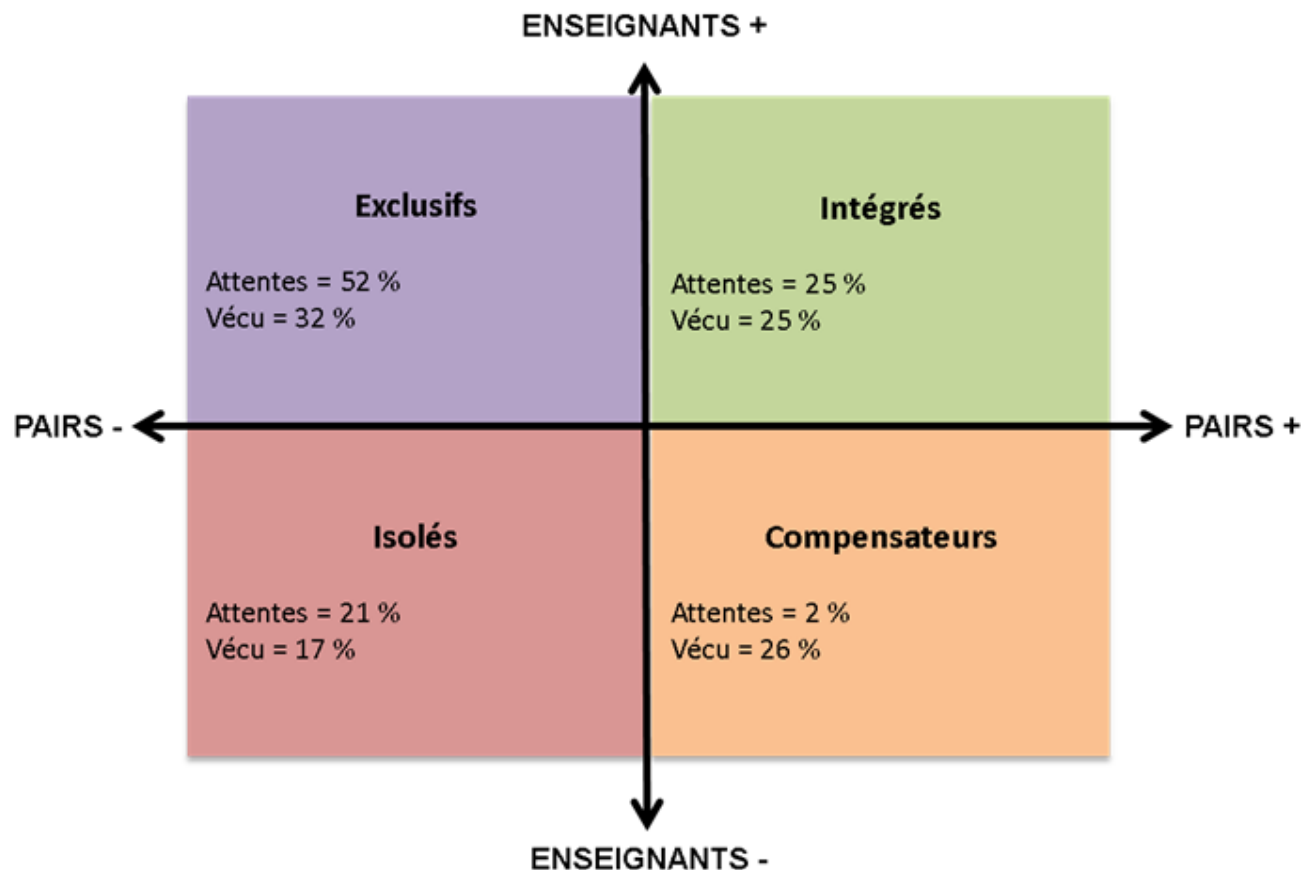 ENSEIGNANTS +
Exclusifs
Attentes = 52 %
Vécu = 32 %
Intégrés
Attentes = 25 %
Vécu = 25 %
PAIRS -
PAIRS +
Isolés
Attentes = 21 %
Vécu = 17 %
Compensateurs
Attentes = 2 %
Vécu = 26 %
ENSEIGNANTS -